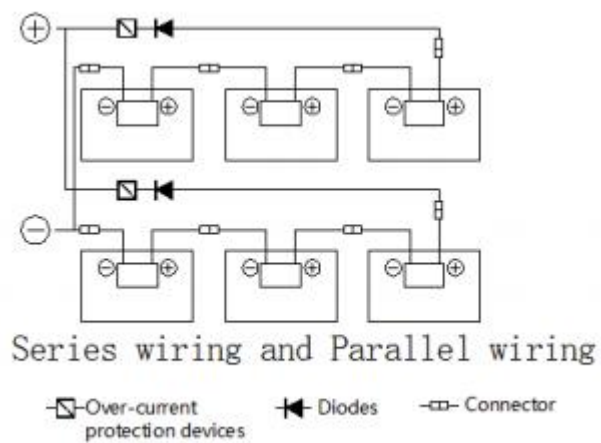 Series wiring and Parallel wiring
Over-current
protection devices
Diodes
Connector